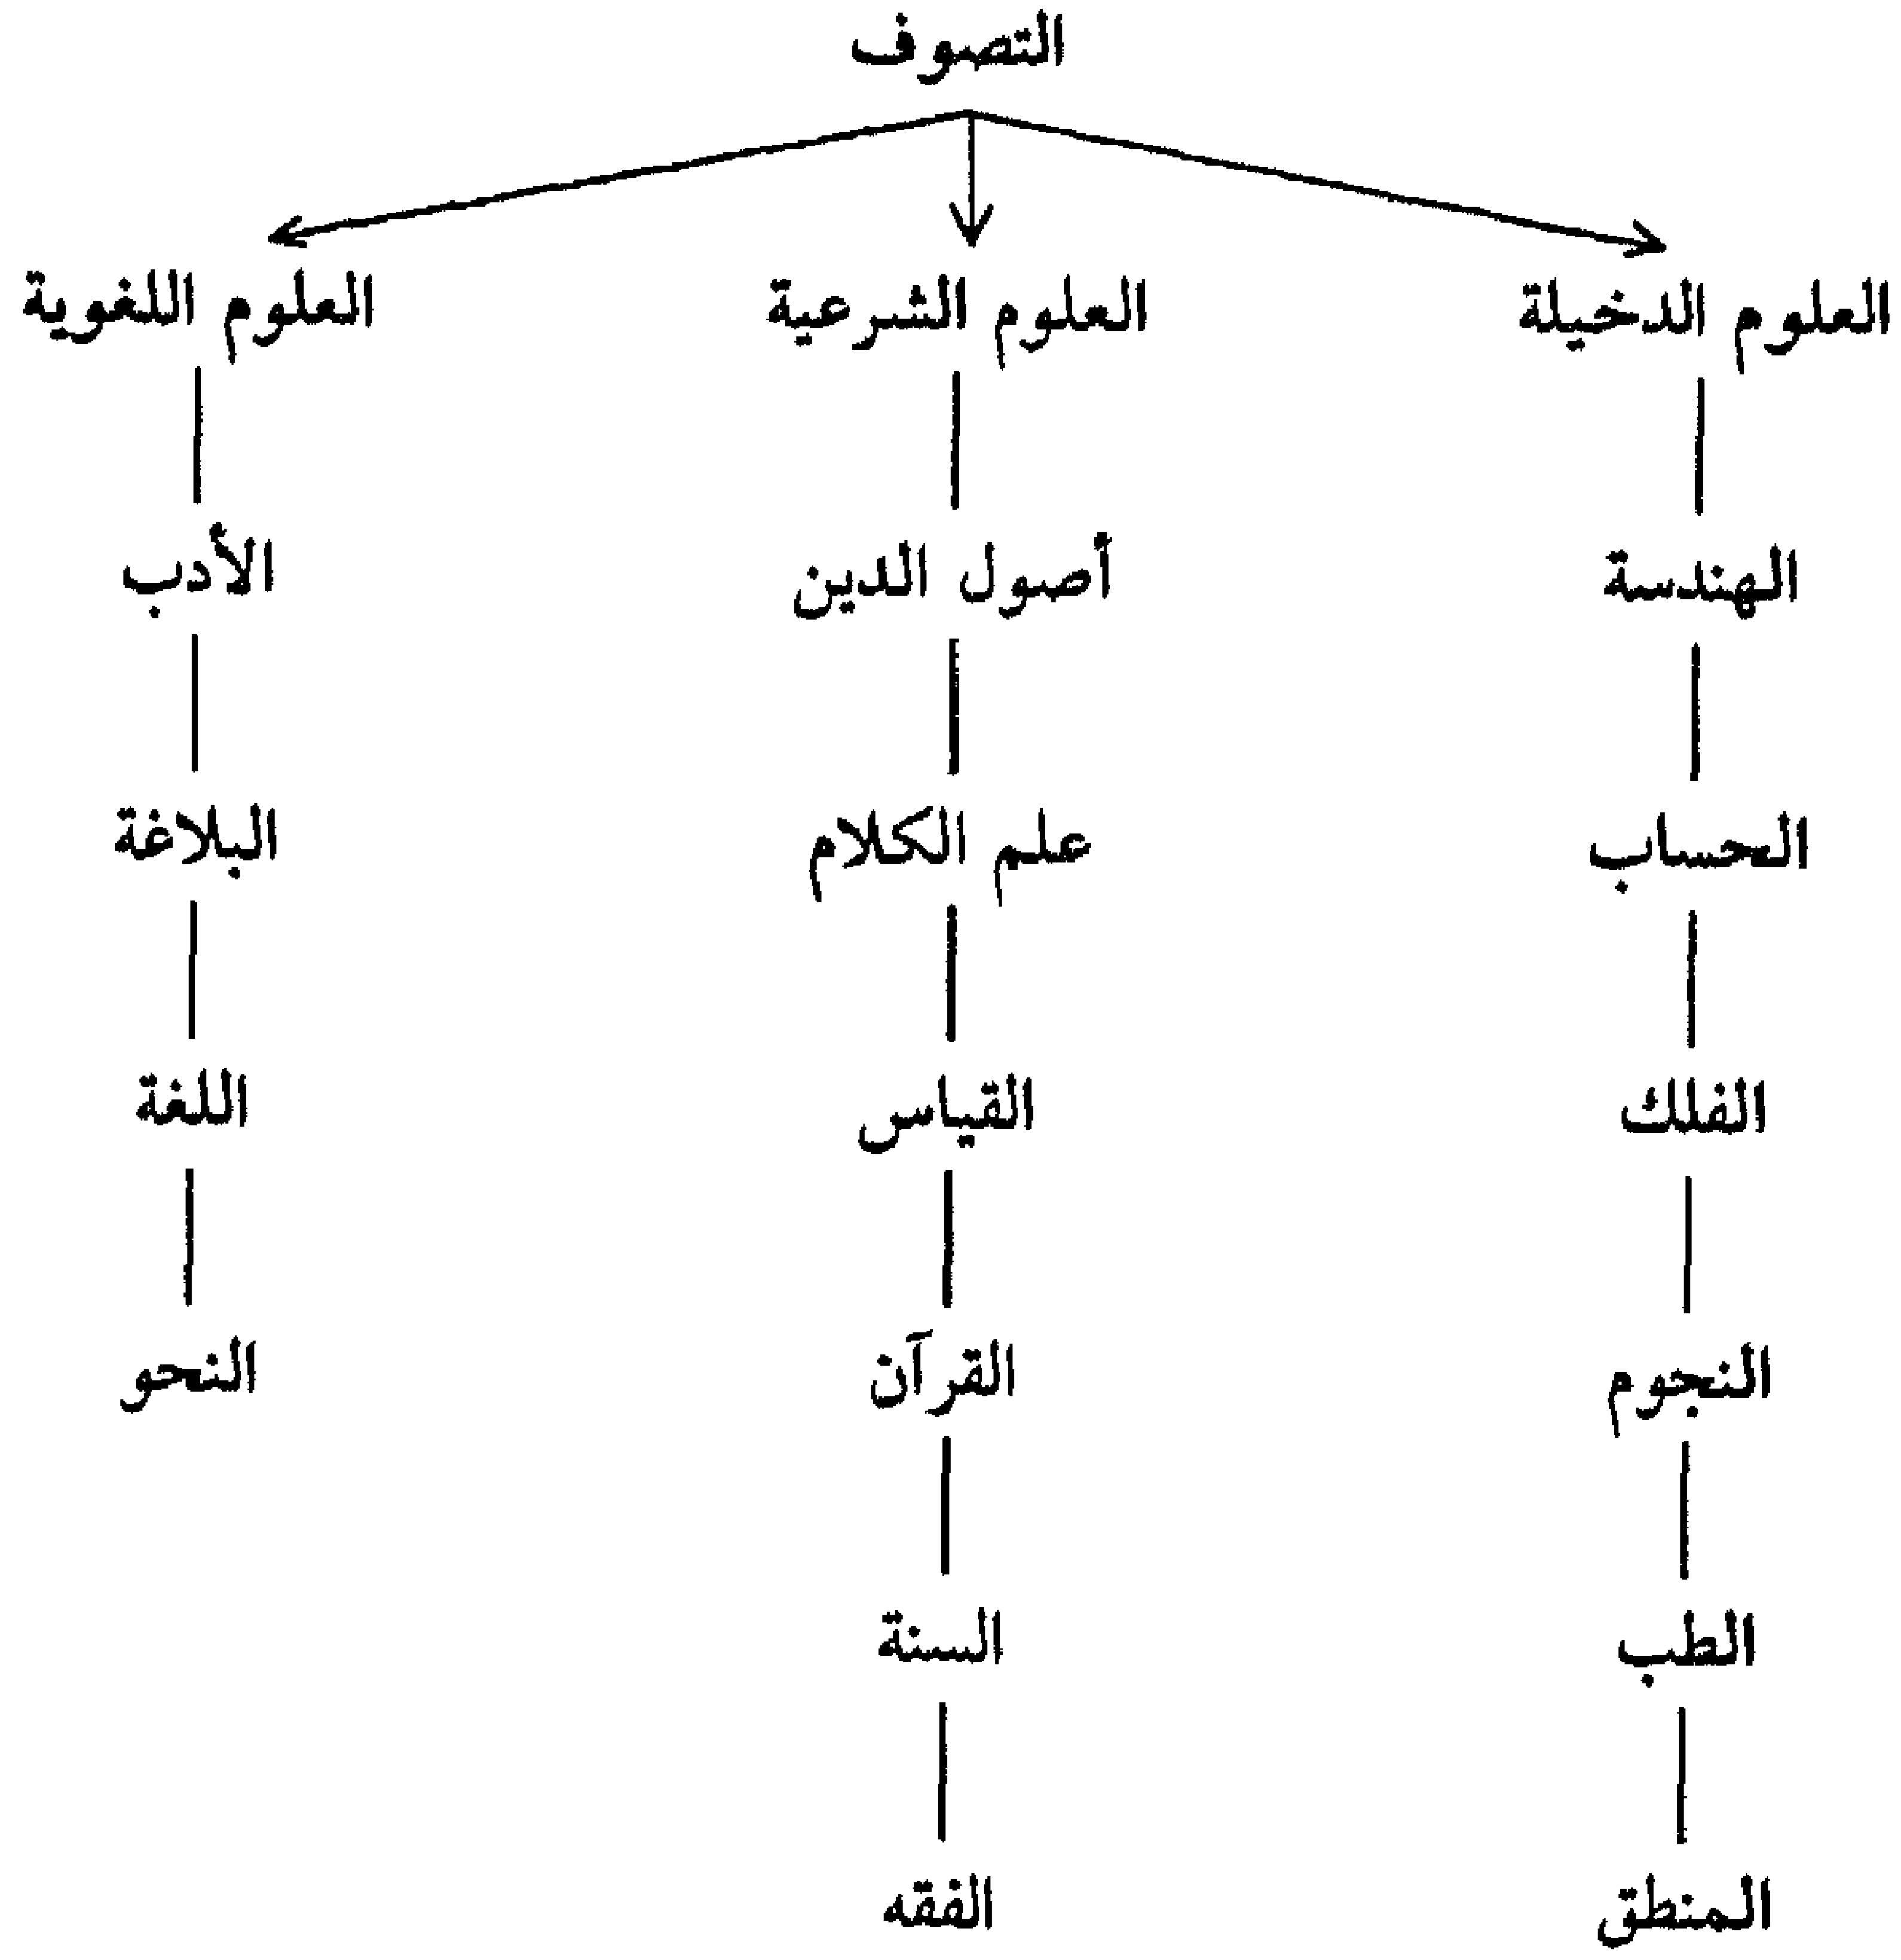 التصوف
العلوم الدخيلة العلوم الشرعية العلوم اللغوية
الهندسة أصول الدين الأدب
الحساب علم الكلام البلاغة
الفلك القياس اللغة
النجوم القرآن النحو
الطب السنة
المنطق الفقه